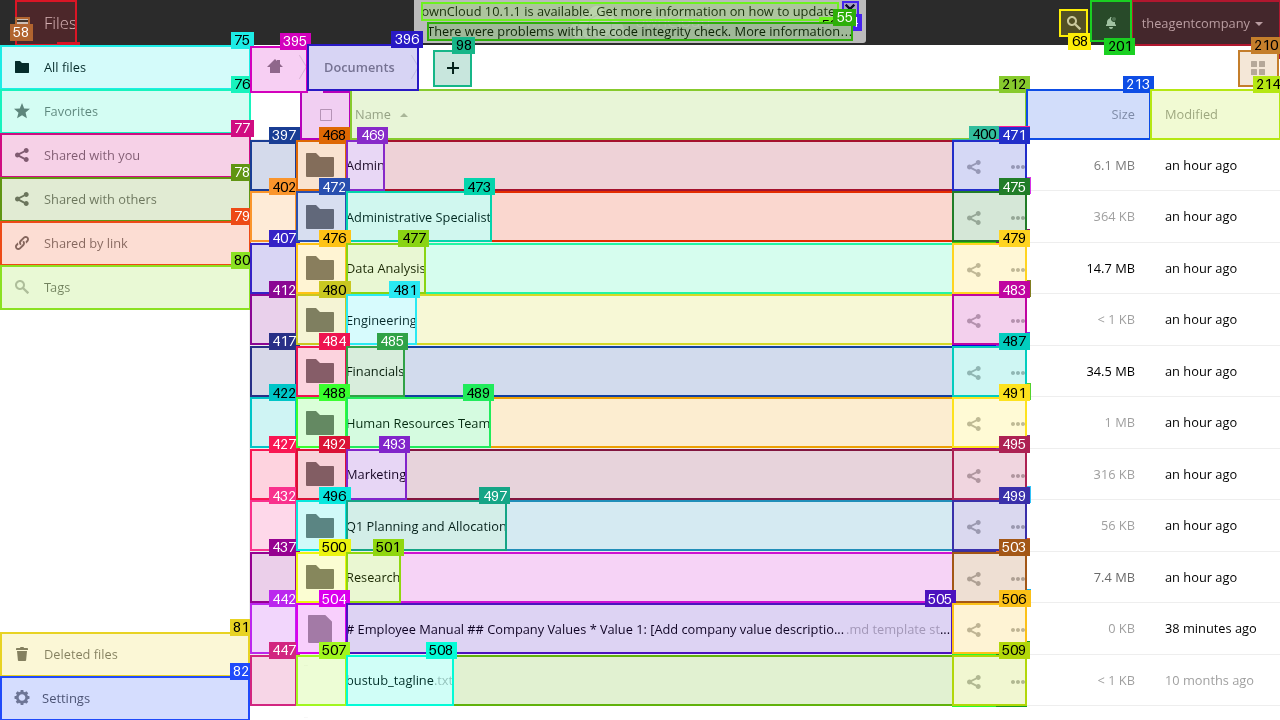 Files
ownCloud 10.1.1 is available. Get more information on how to update
There were problems with the code integrity check. More information...
theagentcompany
58
55
68
201
75
395
396
98
210
All files
Documents
+
76
212
213
214
Favorites
Name
Size
Modified
77
397
468
469
400
471
Shared with you
Admin
6.1 MB
an hour ago
78
402
472
473
475
Shared with others
Administrative Specialist
364 KB
an hour ago
79
407
476
477
479
Shared by link
Data Analysis
14.7 MB
an hour ago
80
412
480
481
483
Tags
Engineering
< 1 KB
an hour ago
417
484
485
487
Financials
34.5 MB
an hour ago
422
488
489
491
Human Resources Team
1 MB
an hour ago
427
492
493
495
Marketing
316 KB
an hour ago
432
496
497
499
Q1 Planning and Allocation
56 KB
an hour ago
437
500
501
503
Research
7.4 MB
an hour ago
442
504
505
506
81
# Employee Manual ## Company Values * Value 1: [Add company value descriptio... .md template st...
0 KB
38 minutes ago
Deleted files
447
507
508
509
82
bustub_tagline.txt
< 1 KB
10 months ago
Settings